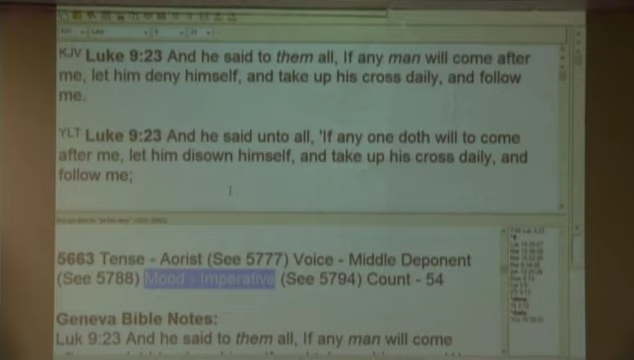 KJV Luke 9:23 And he said to them all, If any man will come after
me, let him deny himself, and take up his cross daily, and follow
me.
YLT Luke 9:23 And he said unto all, 'If any one doth will to come
after me, let him disown himself, and take up his cross daily, and
follow me;
5663 Tense - Aorist (See 5777) Voice - Middle Deponent
(See 5788) Mood - Imperative (See 5794) Count - 54
Geneva Bible Notes:
Luk 9:23 And he said to them all, If any man will come